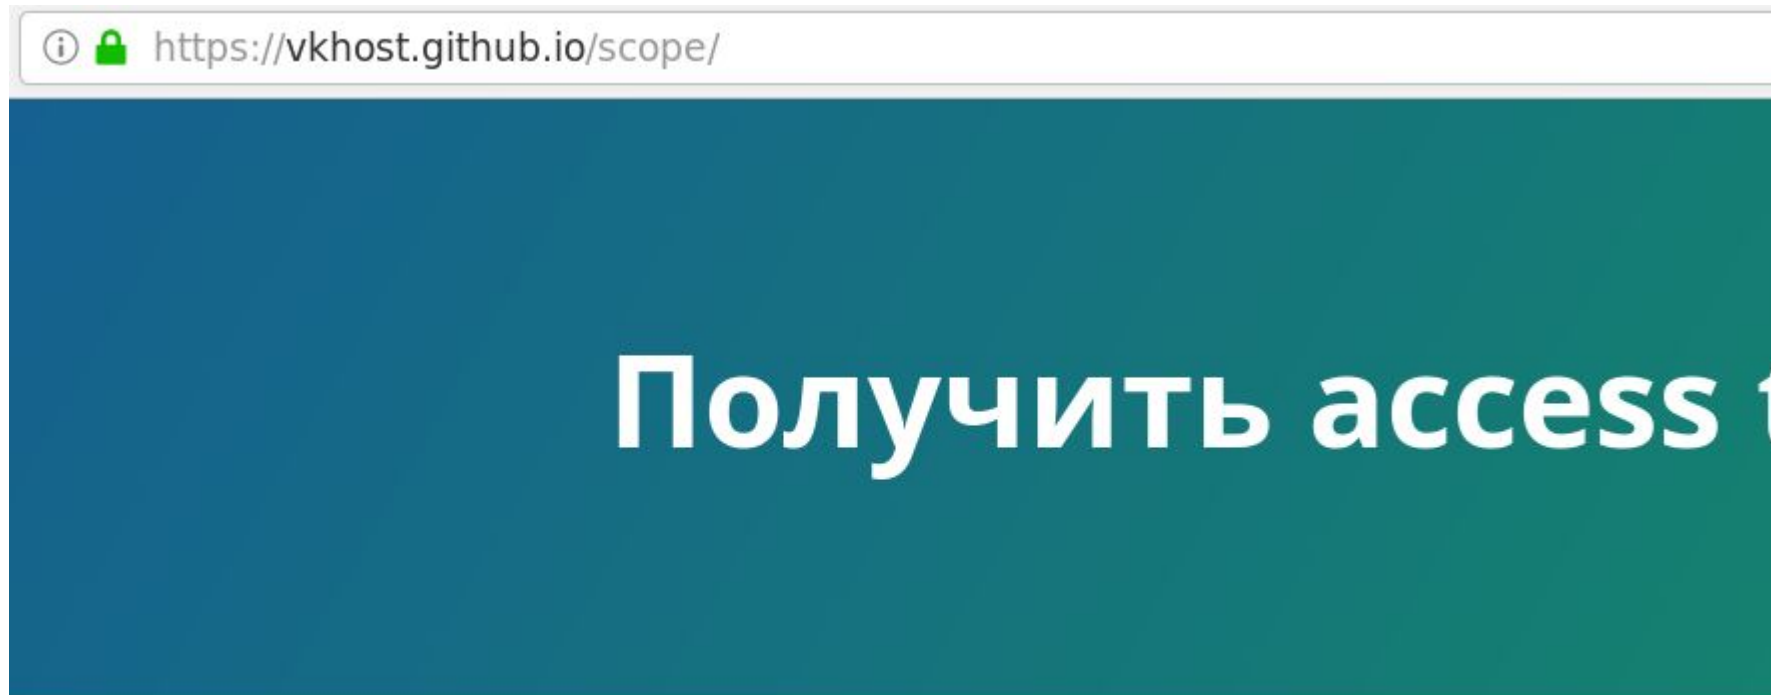 https://vkhost.github.io/scope/
Получить access